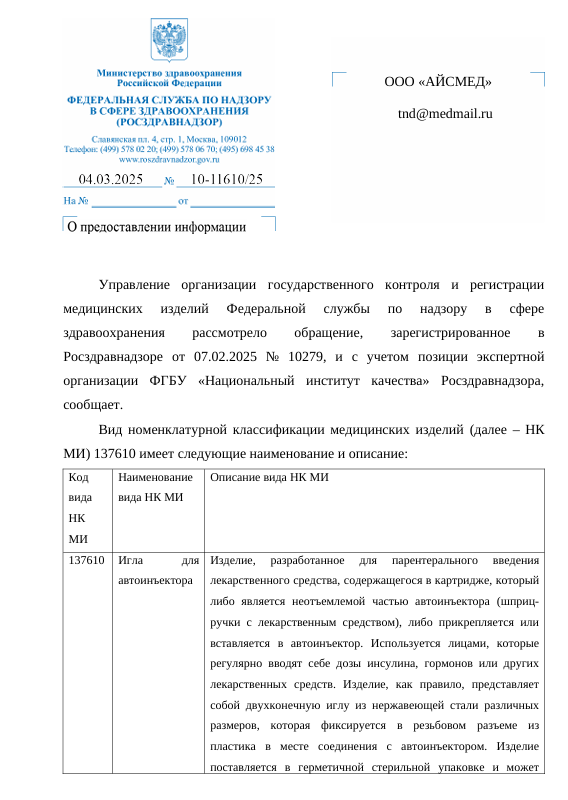 Министерство здравоохранения
Российской Федерации
ФЕДЕРАЛЬНАЯ СЛУЖБА ПО НАДЗОРУ
В СФЕРЕ ЗДРАВООХРАНЕНИЯ
(РОСЗДРАВНАДЗОР)
Славянская пл. 4, стр. 1, Москва, 109012
Телефон: (499) 578 02 20; (499) 578 06 70; (495) 698 45 38
www.roszdravnadzor.gov.ru
04.03.2025 № 10-11610/25
На № от
О предоставлении информации
ООО «АЙСМЕД»
tnd@medmail.ru
Управление организации государственного контроля и регистрации
медицинских изделий Федеральной службы по надзору в сфере
здравоохранения рассмотрело обращение, зарегистрированное в
Росздравнадзоре от 07.02.2025 № 10279, и с учетом позиции экспертной
организации ФГБУ «Национальный институт качества» Росздравнадзора,
сообщает.
Вид номенклатурной классификации медицинских изделий (далее – НК
МИ) 137610 имеет следующие наименование и описание:
Код
вида
НК
МИ
Наименование
вида НК МИ
Описание вида НК МИ
137610
Игла для
автоинъектора
Изделие, разработанное для парентерального введения
лекарственного средства, содержащегося в картридже, который
либо является неотъемлемой частью автоинъектора (шприц-
ручки с лекарственным средством), либо прикрепляется или
вставляется в автоинъектор. Используется лицами, которые
регулярно вводят себе дозы инсулина, гормонов или других
лекарственных средств. Изделие, как правило, представляет
собой двухконечную иглу из нержавеющей стали различных
размеров, которая фиксируется в резьбовом разъеме из
пластика в месте соединения с автоинъектором. Изделие
поставляется в герметичной стерильной упаковке и может